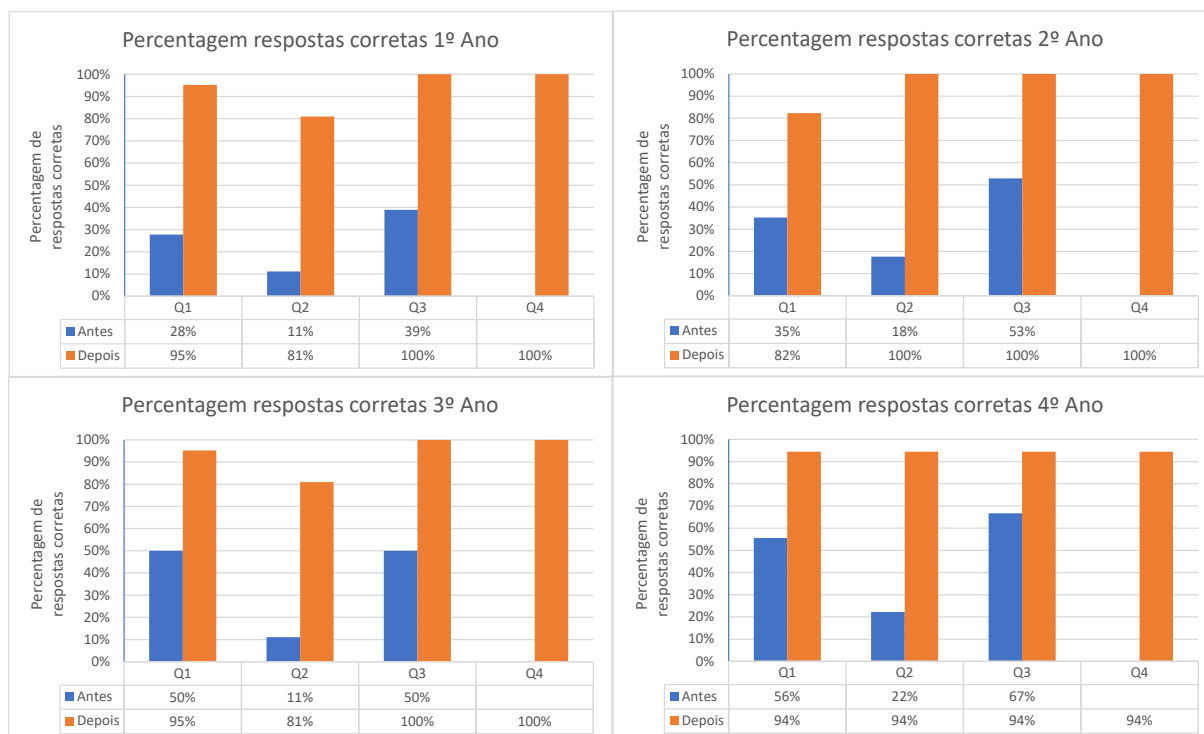 Percentagem respostas corretas 1º Ano
Percentagem de
respostas corretas
100%
90%
80%
70%
60%
50%
40%
30%
20%
10%
0%
Q1 Q2 Q3 Q4
Antes 28% 11% 39%
Depois 95% 81% 100% 100%
Percentagem respostas corretas 2º Ano
Percentagem de
respostas corretas
100%
90%
80%
70%
60%
50%
40%
30%
20%
10%
0%
Q1 Q2 Q3 Q4
Antes 35% 18% 53%
Depois 82% 100% 100% 100%
Percentagem respostas corretas 3º Ano
Percentagem de
respostas corretas
100%
90%
80%
70%
60%
50%
40%
30%
20%
10%
0%
Q1 Q2 Q3 Q4
Antes 50% 11% 50%
Depois 95% 81% 100% 100%
Percentagem respostas corretas 4º Ano
Percentagem de
respostas corretas
100%
90%
80%
70%
60%
50%
40%
30%
20%
10%
0%
Q1 Q2 Q3 Q4
Antes 56% 22% 67%
Depois 94% 94% 94% 94%